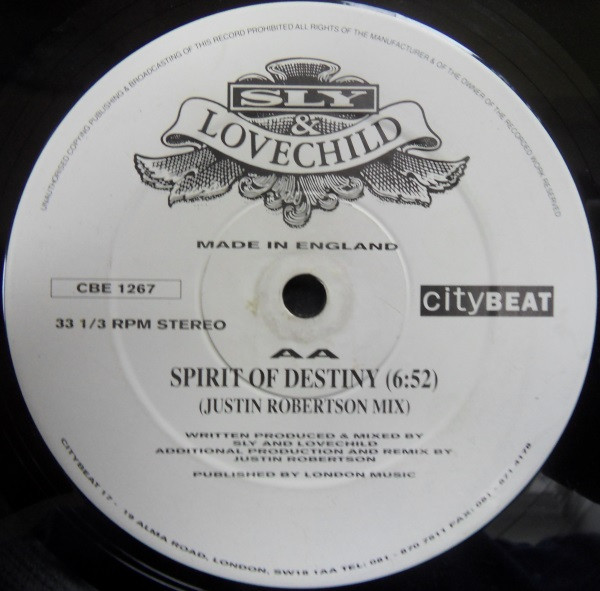 UNAUTHORISED COPYING PUBLISHING & BROADCASTING OF THIS RECORD PROHIBITED ALL RIGHTS OF THE MANUFACTURER & OF THE OWNER OF THE RECORDED WORK RESERVED
SLY
&
LOVECHILD
MADE IN ENGLAND
CBE 1267
cityBEAT
33 1/3 RPM STEREO
AA
SPIRIT OF DESTINY (6:52)
(JUSTIN ROBERTSON MIX)
WRITTEN PRODUCED & MIXED BY
SLY AND LOVECHILD
ADDITIONAL PRODUCTION AND REMIX BY
JUSTIN ROBERTSON
PUBLISHED BY LONDON MUSIC
CITYBEAT 17 - 19 ALMA ROAD, LONDON, SW18 1AA TEL: 081 - 870 7511 FAX: 081 - 871 4178